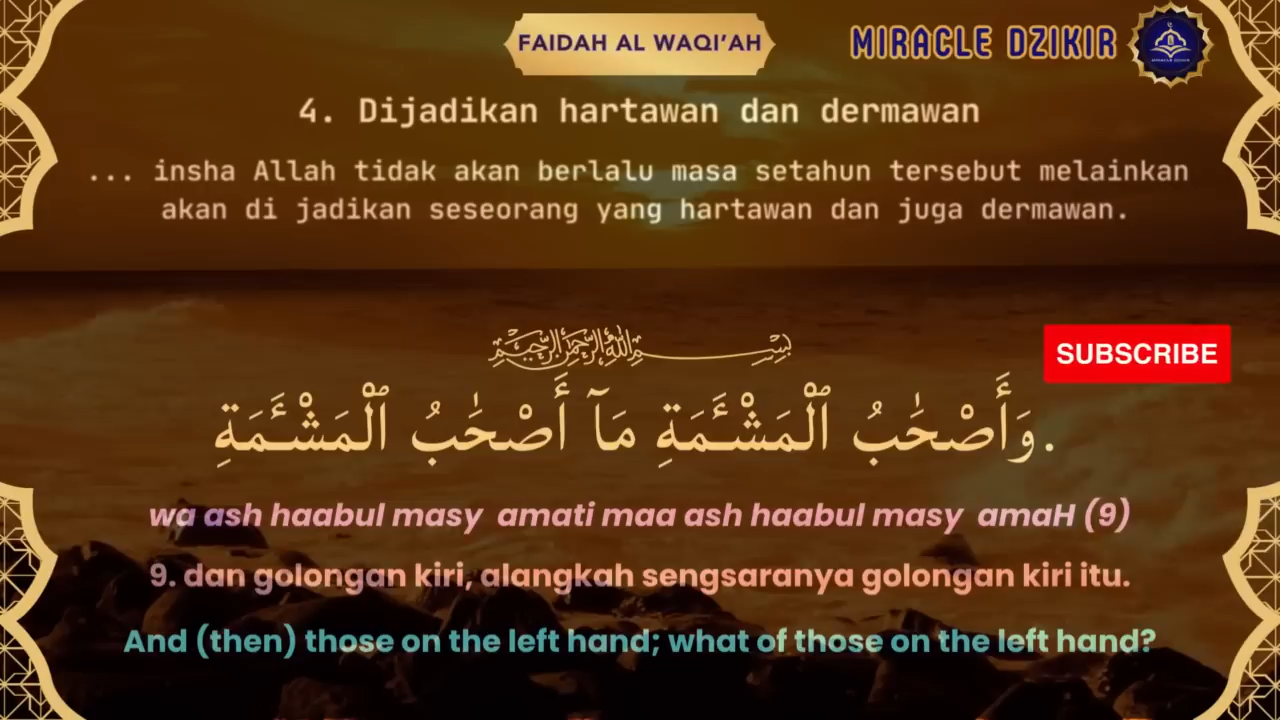 FAIDAH AL WAQI’AH
MIRACLE DZIKIR
4. Dijadikan hartawan dan dermawan
... insha Allah tidak akan berlalu masa setahun tersebut melainkan
akan di jadikan seseorang yang hartawan dan juga dermawan.
بِسْمِ اللَّهِ الرَّحْمَٰنِ الرَّحِيمِ
SUBSCRIBE
وَأَصْحَٰبُ ٱلْمَشْـَٔمَةِ مَآ أَصْحَٰبُ ٱلْمَشْـَٔمَةِ.
wa ash haabul masy amati maa ash haabul masy amaH (9)
9. dan golongan kiri, alangkah sengsaranya golongan kiri itu.
And (then) those on the left hand; what of those on the left hand?